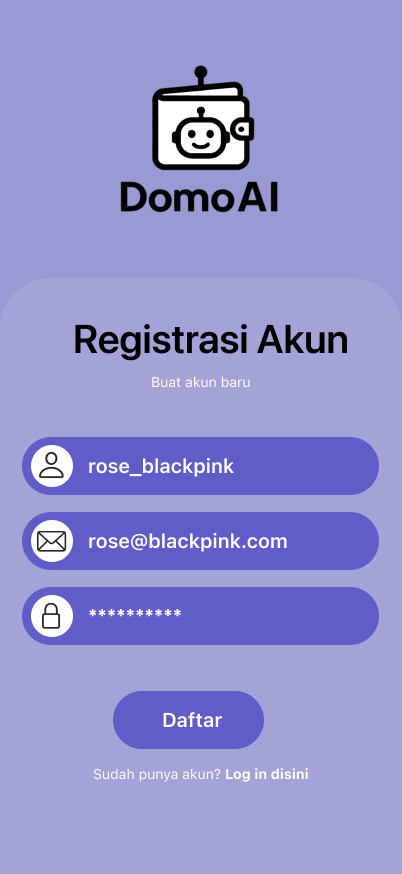 DomoAI
Registrasi Akun
Buat akun baru
rose_blackpink
rose@blackpink.com
**********
Daftar
Sudah punya akun? Log in disini